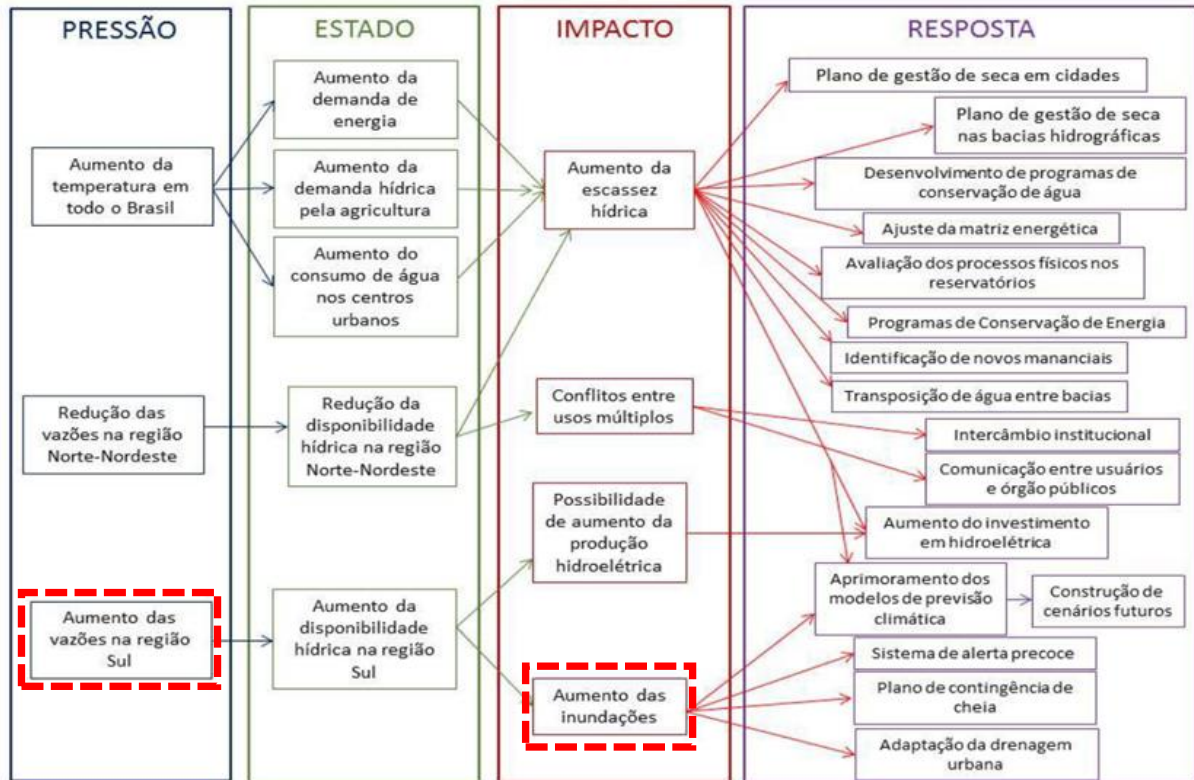 PRESSÃO
Aumento da
temperatura em
todo o Brasil
Redução das
vazões na região
Norte-Nordeste
Aumento das
vazões na região
Sul
ESTADO
Aumento da
demanda de
energia
Aumento da
demanda hídrica
pela agricultura
Aumento do
consumo de água
nos centros
urbanos
Redução da
disponibilidade
hídrica na região
Norte-Nordeste
Aumento da
disponibilidade
hídrica na região
Sul
IMPACTO
Aumento da
escassez
hídrica
Conflitos entre
usos múltiplos
Possibilidade
de aumento da
produção
hidroelétrica
Aumento das
inundações
RESPOSTA
Plano de gestão de seca em cidades
Plano de gestão de seca
nas bacias hidrográficas
Desenvolvimento de programas de
conservação de água
Ajuste da matriz energética
Avaliação dos processos físicos nos
reservatórios
Programas de Conservação de Energia
Identificação de novos mananciais
Transposição de água entre bacias
Intercâmbio institucional
Comunicação entre usuários
e órgão públicos
Aumento do investimento
em hidroelétrica
Aprimoramento dos
modelos de previsão
climática
Construção de
cenários futuros
Sistema de alerta precoce
Plano de contingência de
cheia
Adaptação da drenagem
urbana